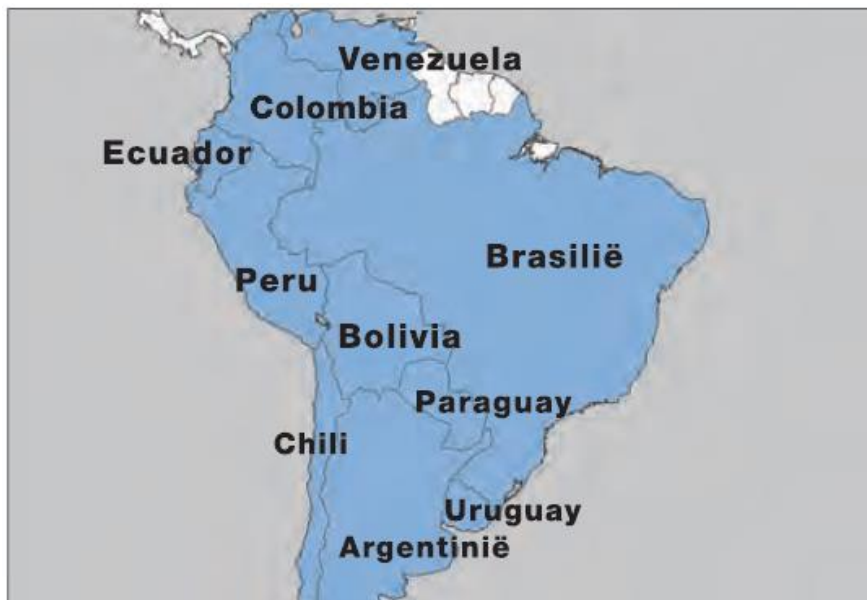 Venezuela
Colombia
Ecuador
Brasilië
Peru
Bolivia
Paraguay
Chili
Uruguay
Argentinië